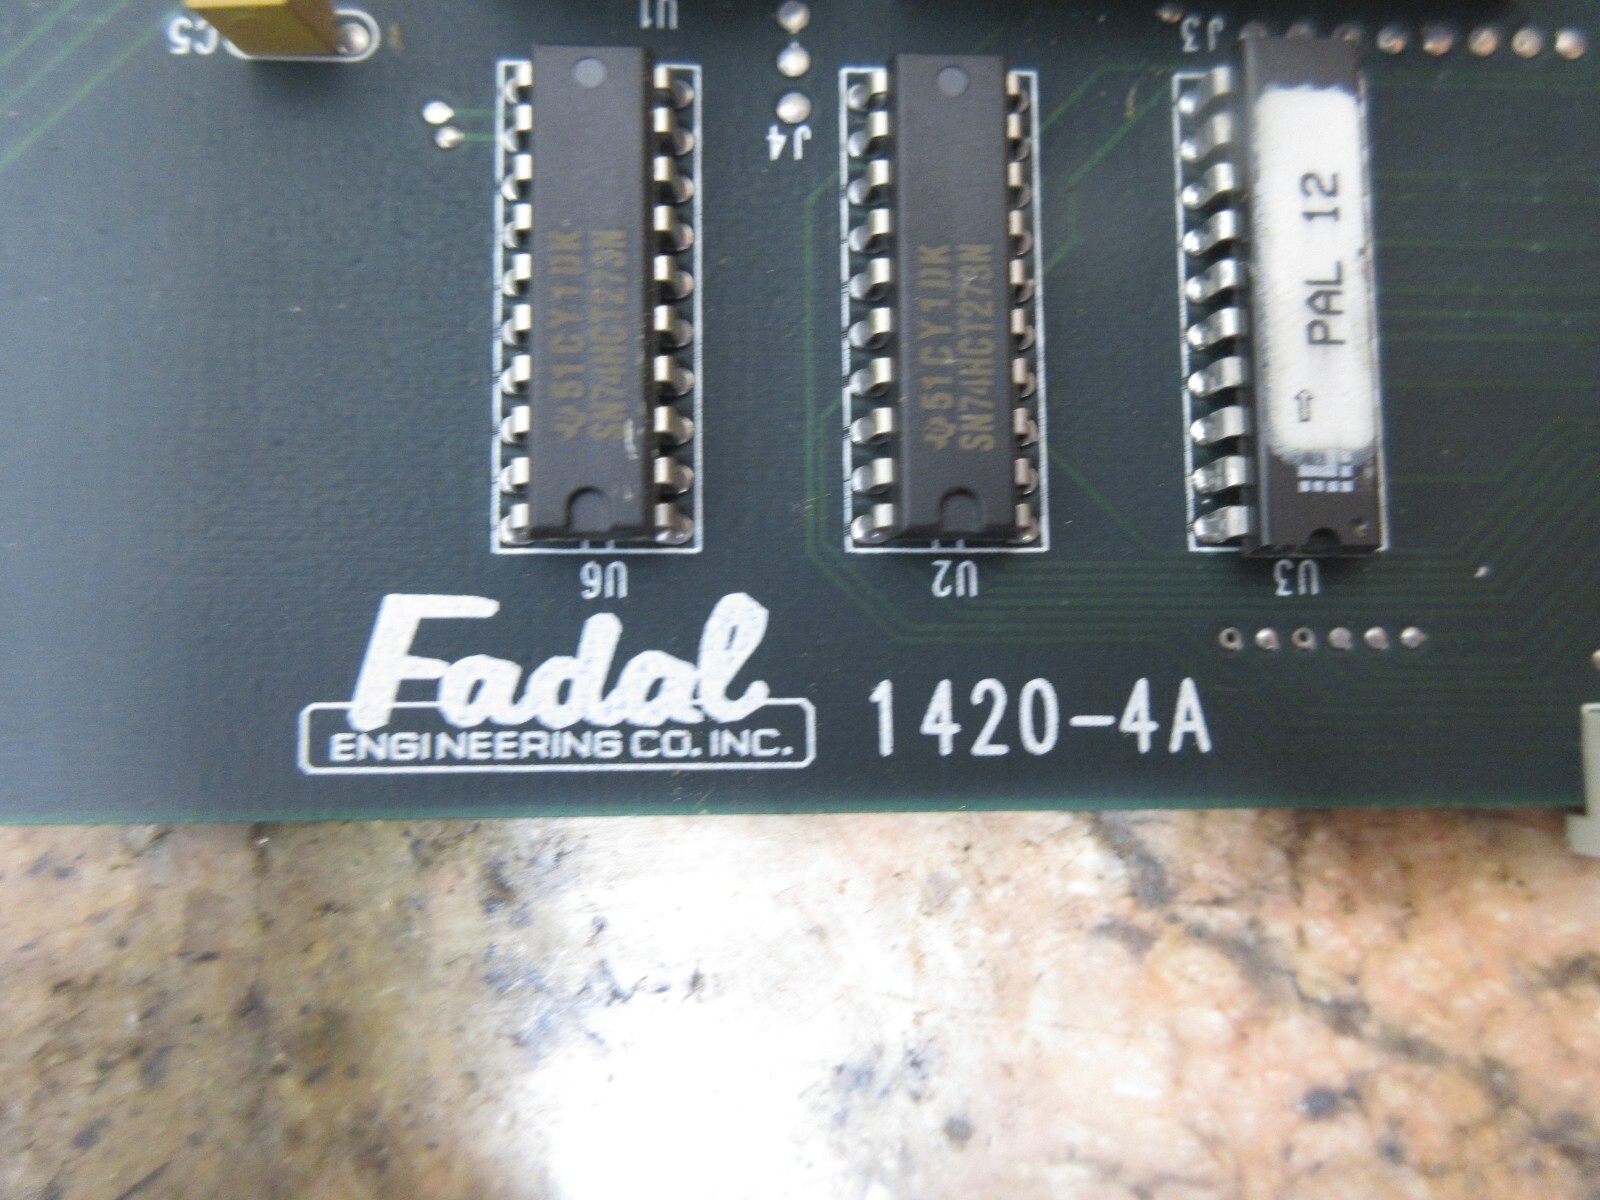 C5
U1
J3
J4
51CY1DK
SN74HCT273N
51CY1DK
SN74HCT273N
⇧ PAL 12
U6
U2
U3
Fadal
ENGINEERING CO. INC.
1420-4A